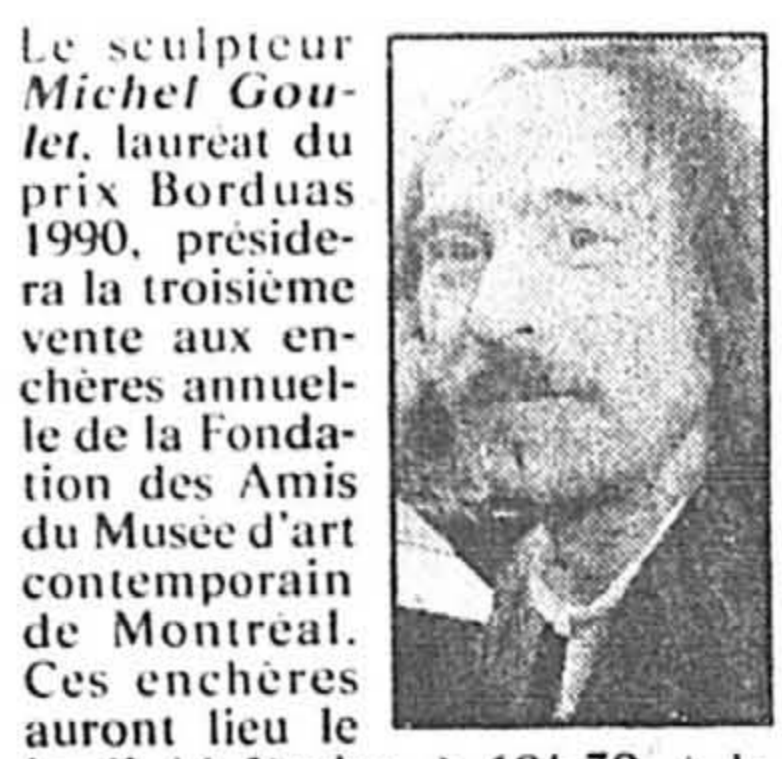 Le sculpteur
Michel Gou-
let, lauréat du
prix Borduas
1990, préside-
ra la troisième
vente aux en-
chères annuel-
le de la Fonda-
tion des Amis
du Musée d'art
contemporain
de Montréal.
Ces enchères
auront lieu le